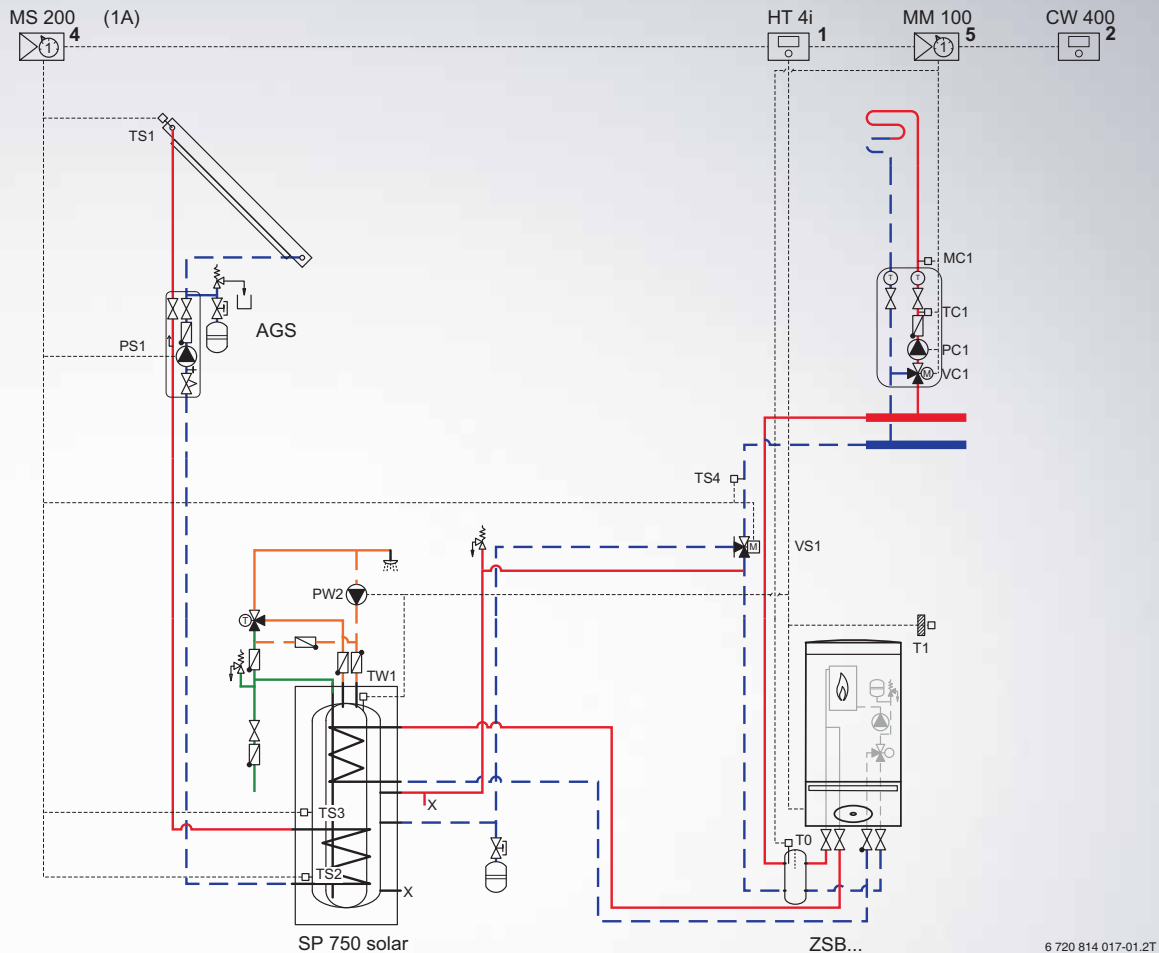 MS 200 (1A)
4
HT 4i
1
MM 100
5
CW 400
2
1
1
TS1
MC1
T
T
TC1
AGS
PS1
PC1
M
VC1
TS4
M
VS1
PW2
T
T1
TW1
TS3
X
T0
TS2
X
SP 750 solar
ZSB...
6 720 814 017-01.2T